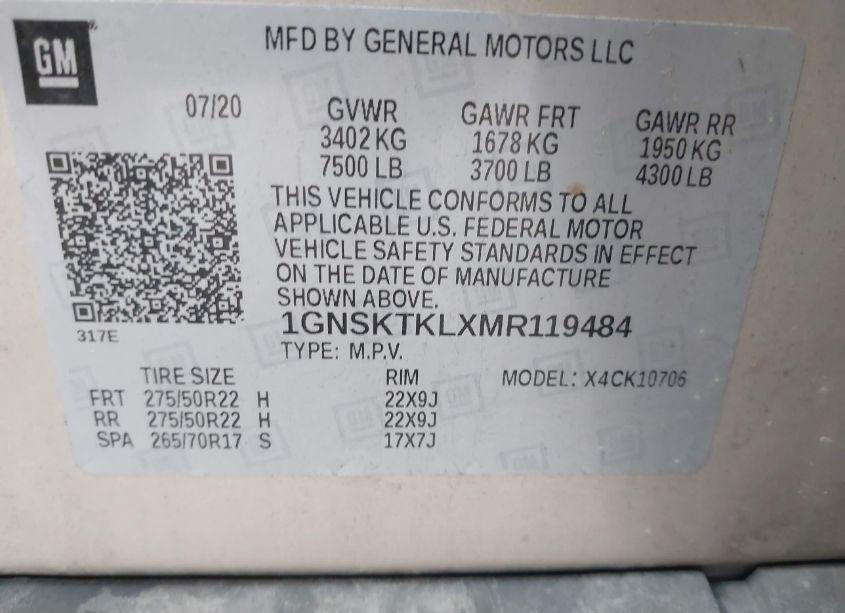 GM
MFD BY GENERAL MOTORS LLC
07/20 GVWR GAWR FRT GAWR RR
3402 KG 1678 KG 1950 KG
7500 LB 3700 LB 4300 LB
THIS VEHICLE CONFORMS TO ALL
APPLICABLE U.S. FEDERAL MOTOR
VEHICLE SAFETY STANDARDS IN EFFECT
ON THE DATE OF MANUFACTURE
SHOWN ABOVE.
317E
1GNSKTKLXMR119484
TYPE: M.P.V.
TIRE SIZE RIM MODEL: X4CK10706
FRT 275/50R22 H 22X9J
RR 275/50R22 H 22X9J
SPA 265/70R17 S 17X7J